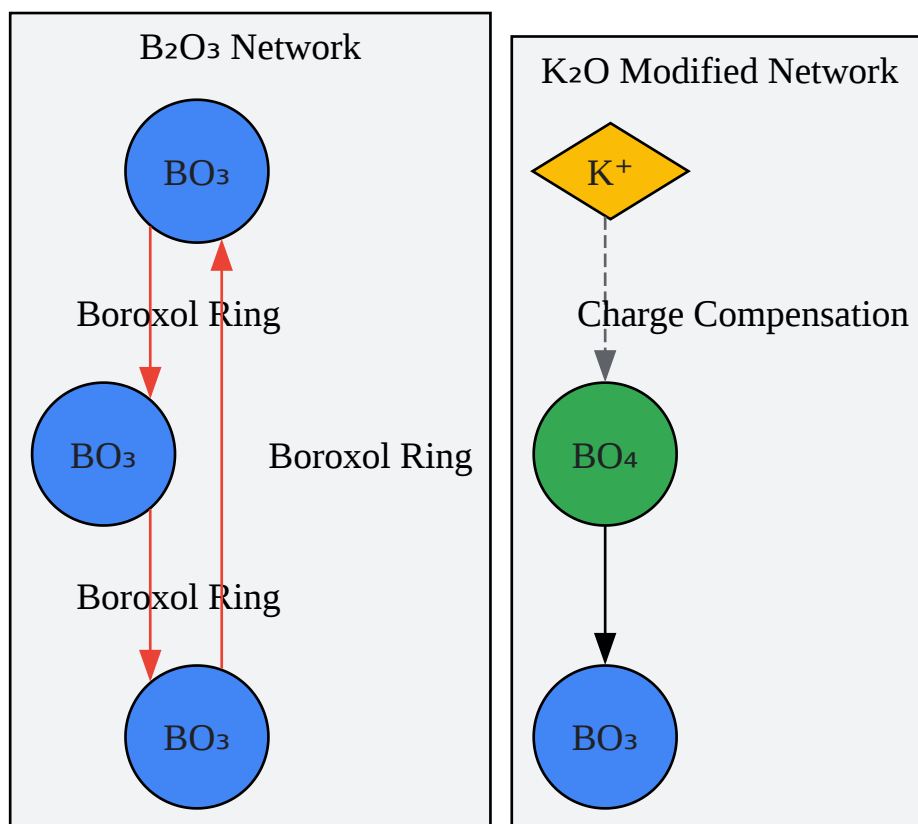 B₂O₃ Network
BO₃
Boroxol Ring
BO₃
Boroxol Ring
Boroxol Ring
BO₃
K₂O Modified Network
K⁺
Charge Compensation
BO₄
BO₃